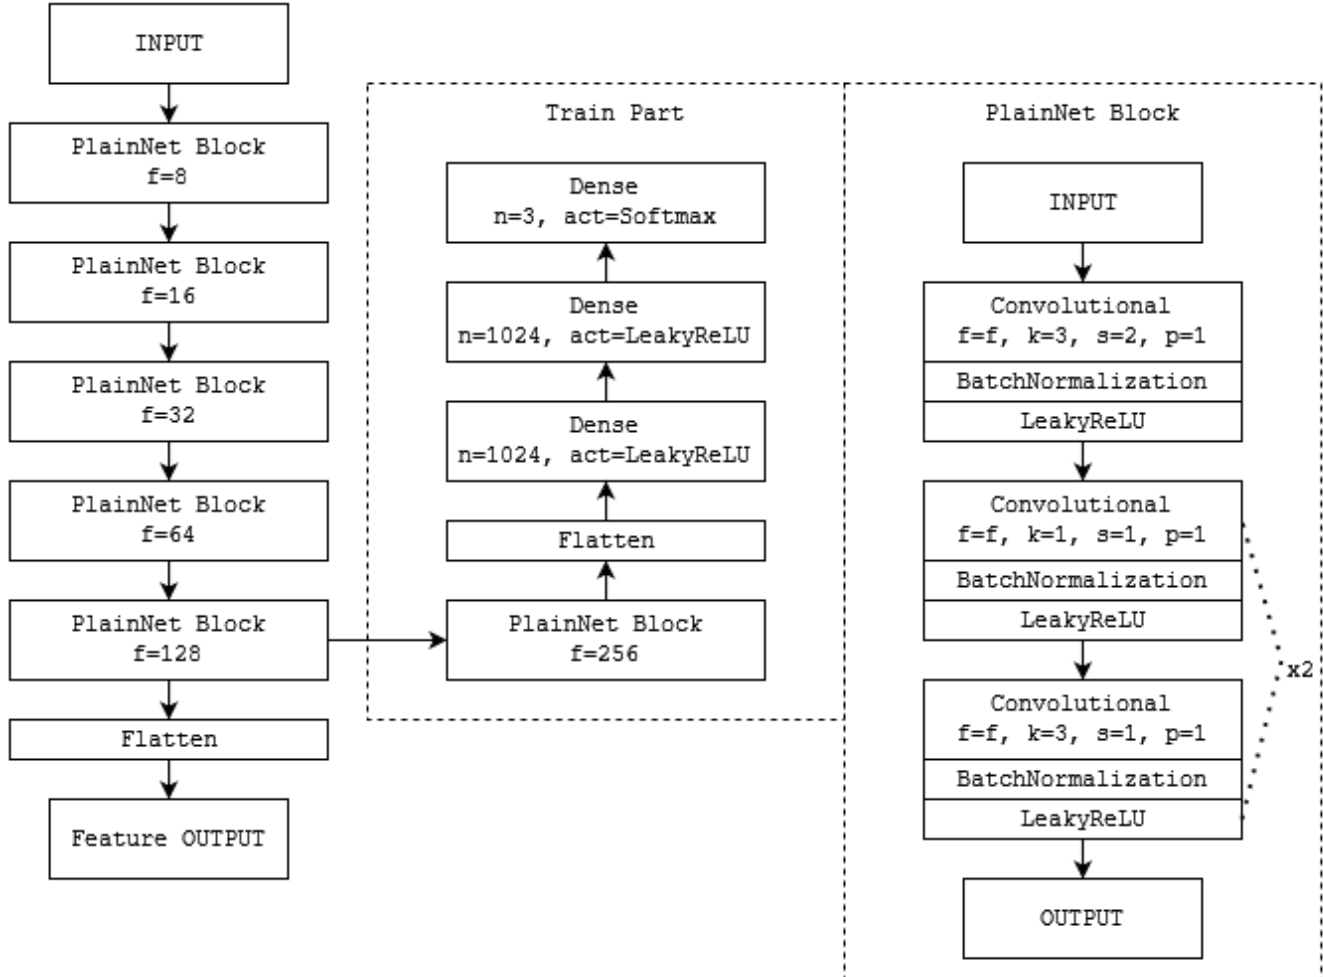 INPUT
PlainNet Block
f=8
PlainNet Block
f=16
PlainNet Block
f=32
PlainNet Block
f=64
PlainNet Block
f=128
Flatten
Feature OUTPUT
Train Part
Dense
n=3, act=Softmax
Dense
n=1024, act=LeakyReLU
Dense
n=1024, act=LeakyReLU
Flatten
PlainNet Block
f=256
PlainNet Block
INPUT
Convolutional
f=f, k=3, s=2, p=1
BatchNormalization
LeakyReLU
Convolutional
f=f, k=1, s=1, p=1
BatchNormalization
LeakyReLU
x2
Convolutional
f=f, k=3, s=1, p=1
BatchNormalization
LeakyReLU
OUTPUT